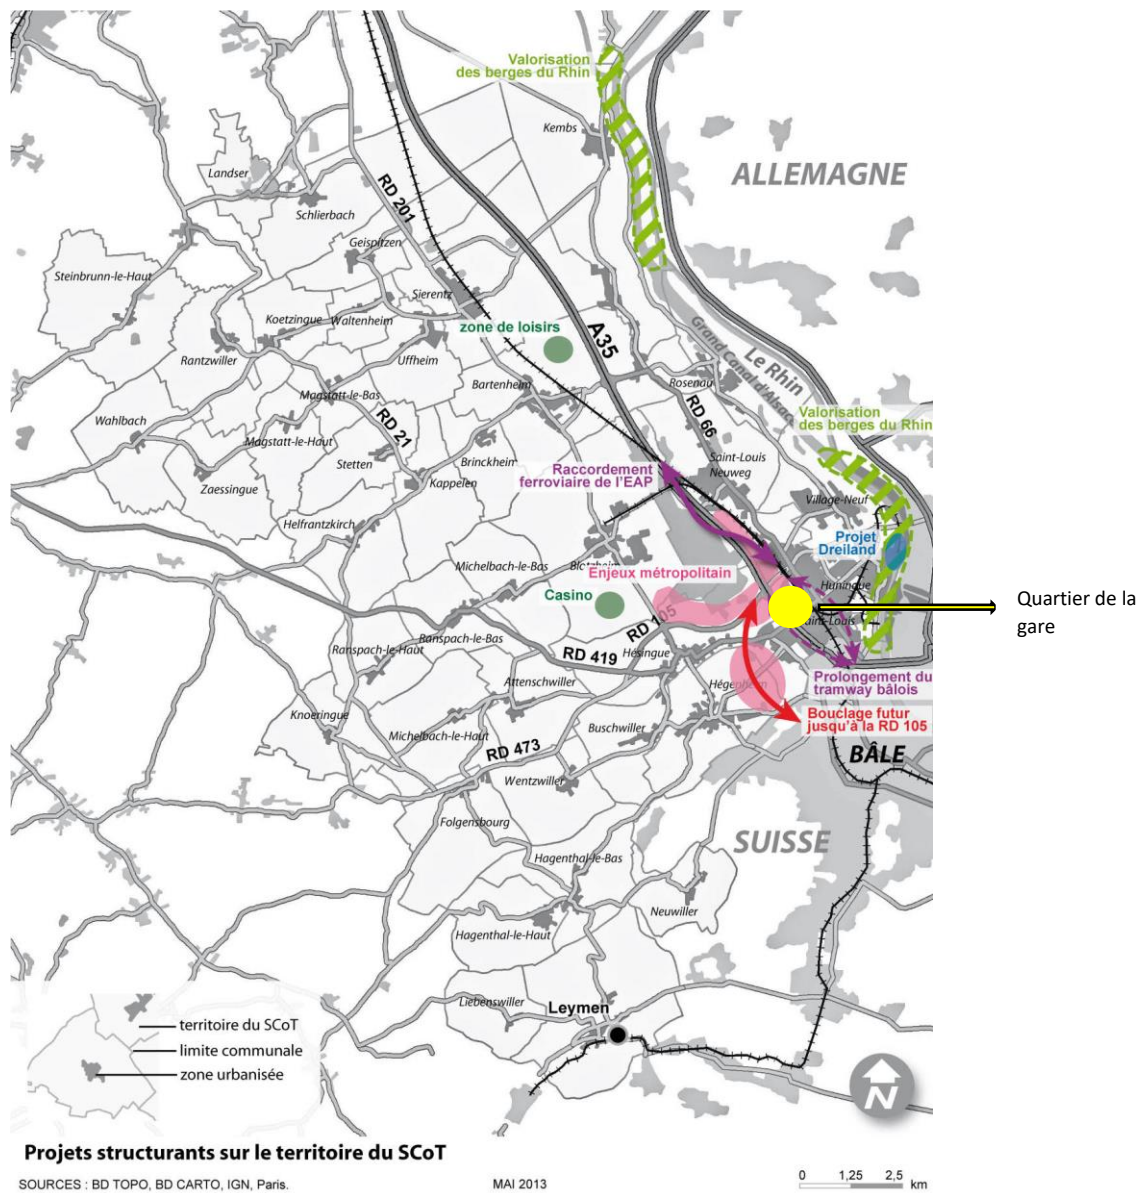 Valorisation
des berges du Rhin
Kembs
ALLEMAGNE
Landser
RD 201
Schlierbach
Geispitzen
Steinbrunn-le-Haut
Sierentz
Koetzingue
Waltenheim
zone de loisirs
A35
Rantzwiller
Uffheim
Grand Canal d'Alsace
Le Rhin
Bartenheim
Rosenau
Magstatt-le-Bas
RD 66
Valorisation
des berges du Rhin
Wahlbach
RD 21
Magstatt-le-Haut
Stetten
Brinckheim
Saint-Louis
Neuweg
Raccordement
ferroviaire de l'EAP
Zaessingue
Kappelen
Village-Neuf
Helfrantzkirch
Projet
Dreiland
Michelbach-le-Bas
Blotzheim
Enjeux métropolitain
Huningue
Casino
Quartier de la
gare
RD 105
Saint-Louis
Ranspach-le-Bas
Ranspach-le-Haut
RD 419
Hésingue
Attenschwiller
Hégenheim
Prolongement du
tramway bâlois
Knoeringue
Bouclage futur
jusqu'à la RD 105
Michelbach-le-Haut
Buschwiller
RD 473
BÂLE
Wentzwiller
Folgensbourg
SUISSE
Hagenthal-le-Bas
Neuwiller
Hagenthal-le-Haut
Liebenswiller
Leymen
territoire du SCoT
limite communale
zone urbanisée
N
Projets structurants sur le territoire du SCoT
SOURCES : BD TOPO, BD CARTO, IGN, Paris.
MAI 2013
0 1,25 2,5 km